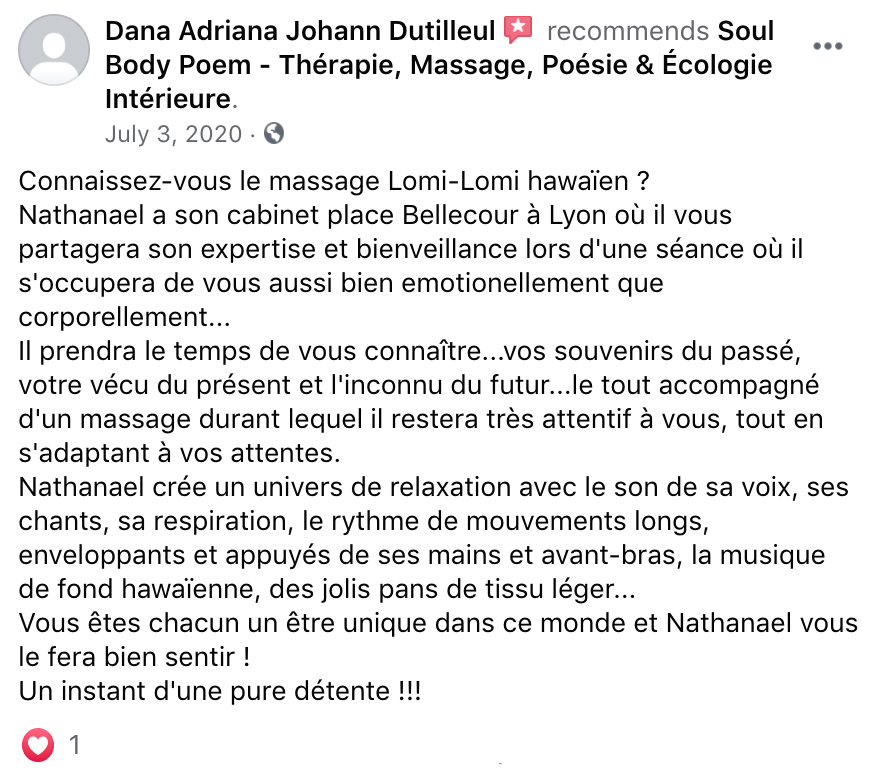 Dana Adriana Johann Dutilleul recommends Soul
Body Poem - Thérapie, Massage, Poésie & Écologie
Intérieure.
July 3, 2020 ·
Connaissez-vous le massage Lomi-Lomi hawaïen ?
Nathanael a son cabinet place Bellecour à Lyon où il vous
partagera son expertise et bienveillance lors d'une séance où il
s'occupera de vous aussi bien emotionellement que
corporellement...
Il prendra le temps de vous connaître...vos souvenirs du passé,
votre vécu du présent et l'inconnu du futur...le tout accompagné
d'un massage durant lequel il restera très attentif à vous, tout en
s'adaptant à vos attentes.
Nathanael crée un univers de relaxation avec le son de sa voix, ses
chants, sa respiration, le rythme de mouvements longs,
enveloppants et appuyés de ses mains et avant-bras, la musique
de fond hawaïenne, des jolis pans de tissu léger...
Vous êtes chacun un être unique dans ce monde et Nathanael vous
le fera bien sentir !
Un instant d'une pure détente !!!
1